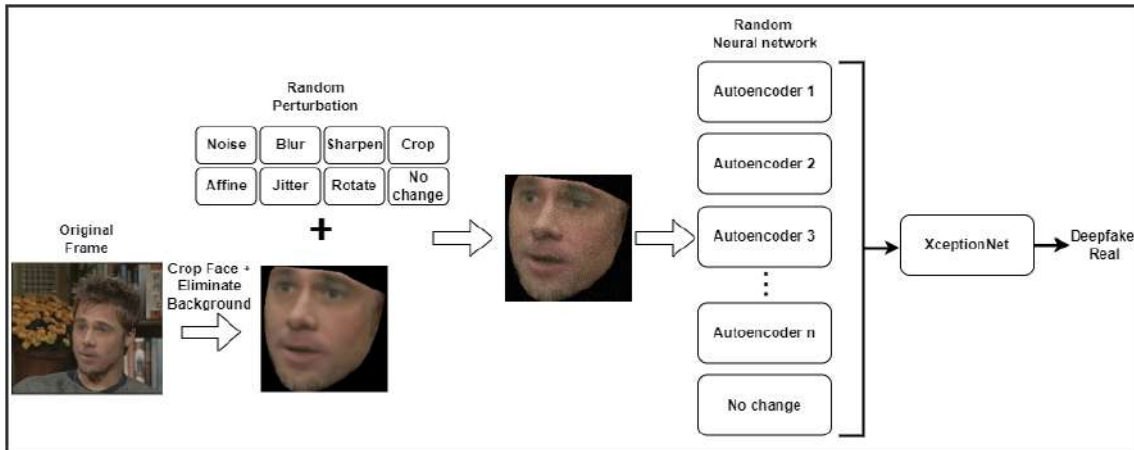 Random
Neural network
Autoencoder 1
Random
Perturbation
Noise Blur Sharpen Crop
Autoencoder 2
Affine Jitter Rotate No
change
Original
Frame
+
Autoencoder 3
XceptionNet
Deepfake
Real
Crop Face +
Eliminate
Background
Autoencoder n
No change